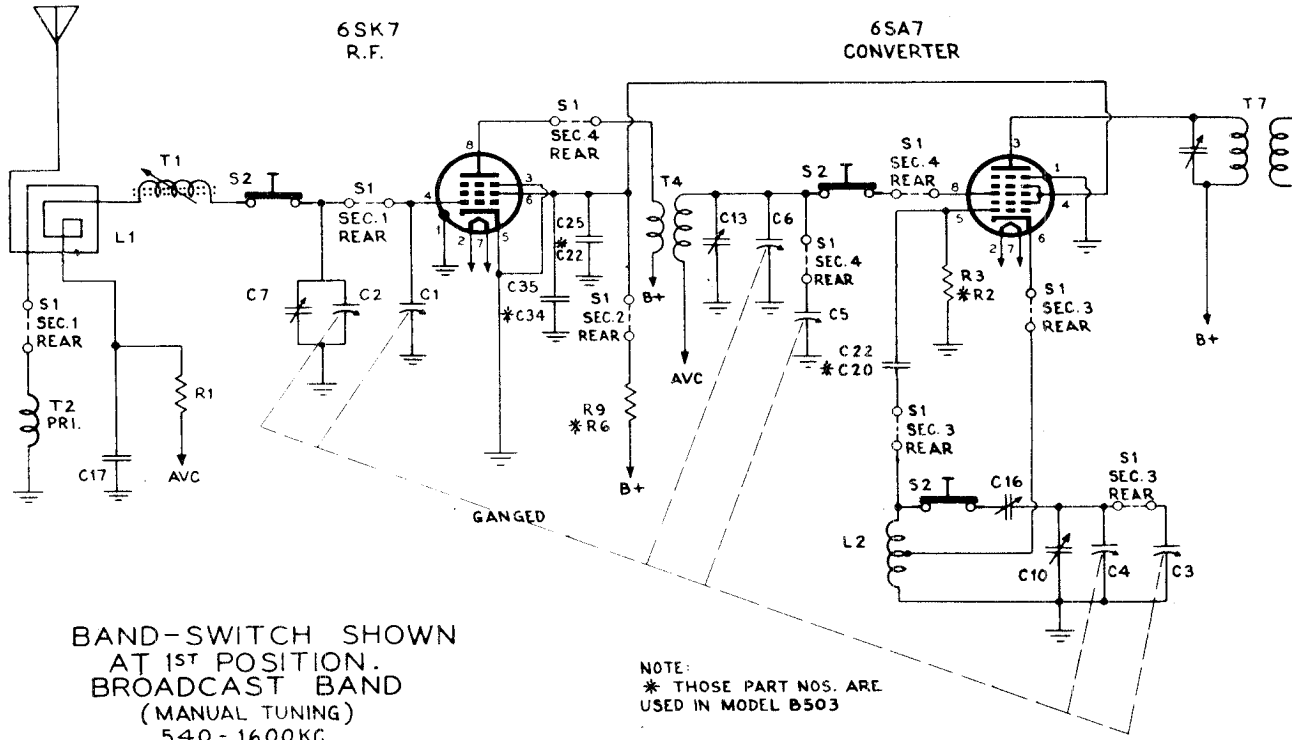 6SK7
R.F.
6SA7
CONVERTER
S1
SEC.4
REAR
T7
T1
S2
S1
SEC.1
REAR
8
4
3
6
1
2
7
5
C25
*C22
T4
C13
C6
S2
S1
SEC.4
REAR
3
8
5
1
4
2
7
6
L1
S1
SEC.1
REAR
C7
C2
C1
C35
*C34
S1
SEC.2
REAR
B+
S1
SEC.4
REAR
C5
R3
*R2
S1
SEC.3
REAR
B+
T2
PRI.
R1
C17
AVC
R9
*R6
B+
AVC
C22
*C20
S1
SEC.3
REAR
GANGED
S2
C16
S1
SEC.3
REAR
L2
C10
C4
C3
BAND-SWITCH SHOWN
AT 1ST POSITION.
BROADCAST BAND
(MANUAL TUNING)
540-1600KC
NOTE:
* THOSE PART NOS. ARE
USED IN MODEL B503